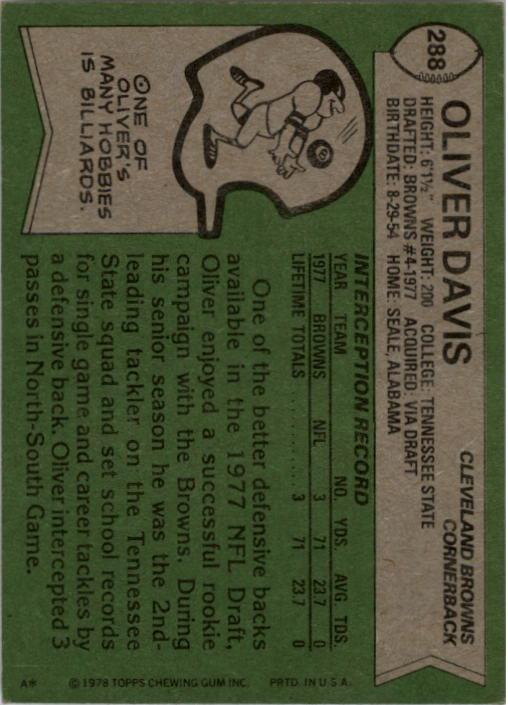 288
OLIVER DAVIS
CLEVELAND BROWNS
CORNERBACK
HEIGHT: 6'1½" WEIGHT: 200 COLLEGE: TENNESSEE STATE
DRAFTED: BROWNS #4-1977 ACQUIRED: VIA DRAFT
BIRTHDATE: 8-29-54 HOME: SEALE, ALABAMA
INTERCEPTION RECORD
YEAR TEAM NO. YDS. AVG. TDS.
1977 BROWNS NFL 3 71 23.7 0
LIFETIME TOTALS . . . . . . . . 3 71 23.7 0
One of the better defensive backs
available in the 1977 NFL Draft,
Oliver enjoyed a successful rookie
campaign with the Browns. During
his senior season he was the 2nd-
leading tackler on the Tennessee
State squad and set school records
for single game and career tackles by
a defensive back. Oliver intercepted 3
passes in North-South Game.
8
ONE OF
OLIVER'S
MANY HOBBIES
IS BILLIARDS.
A* © 1978 TOPPS CHEWING GUM INC. PRTD. IN U.S.A.